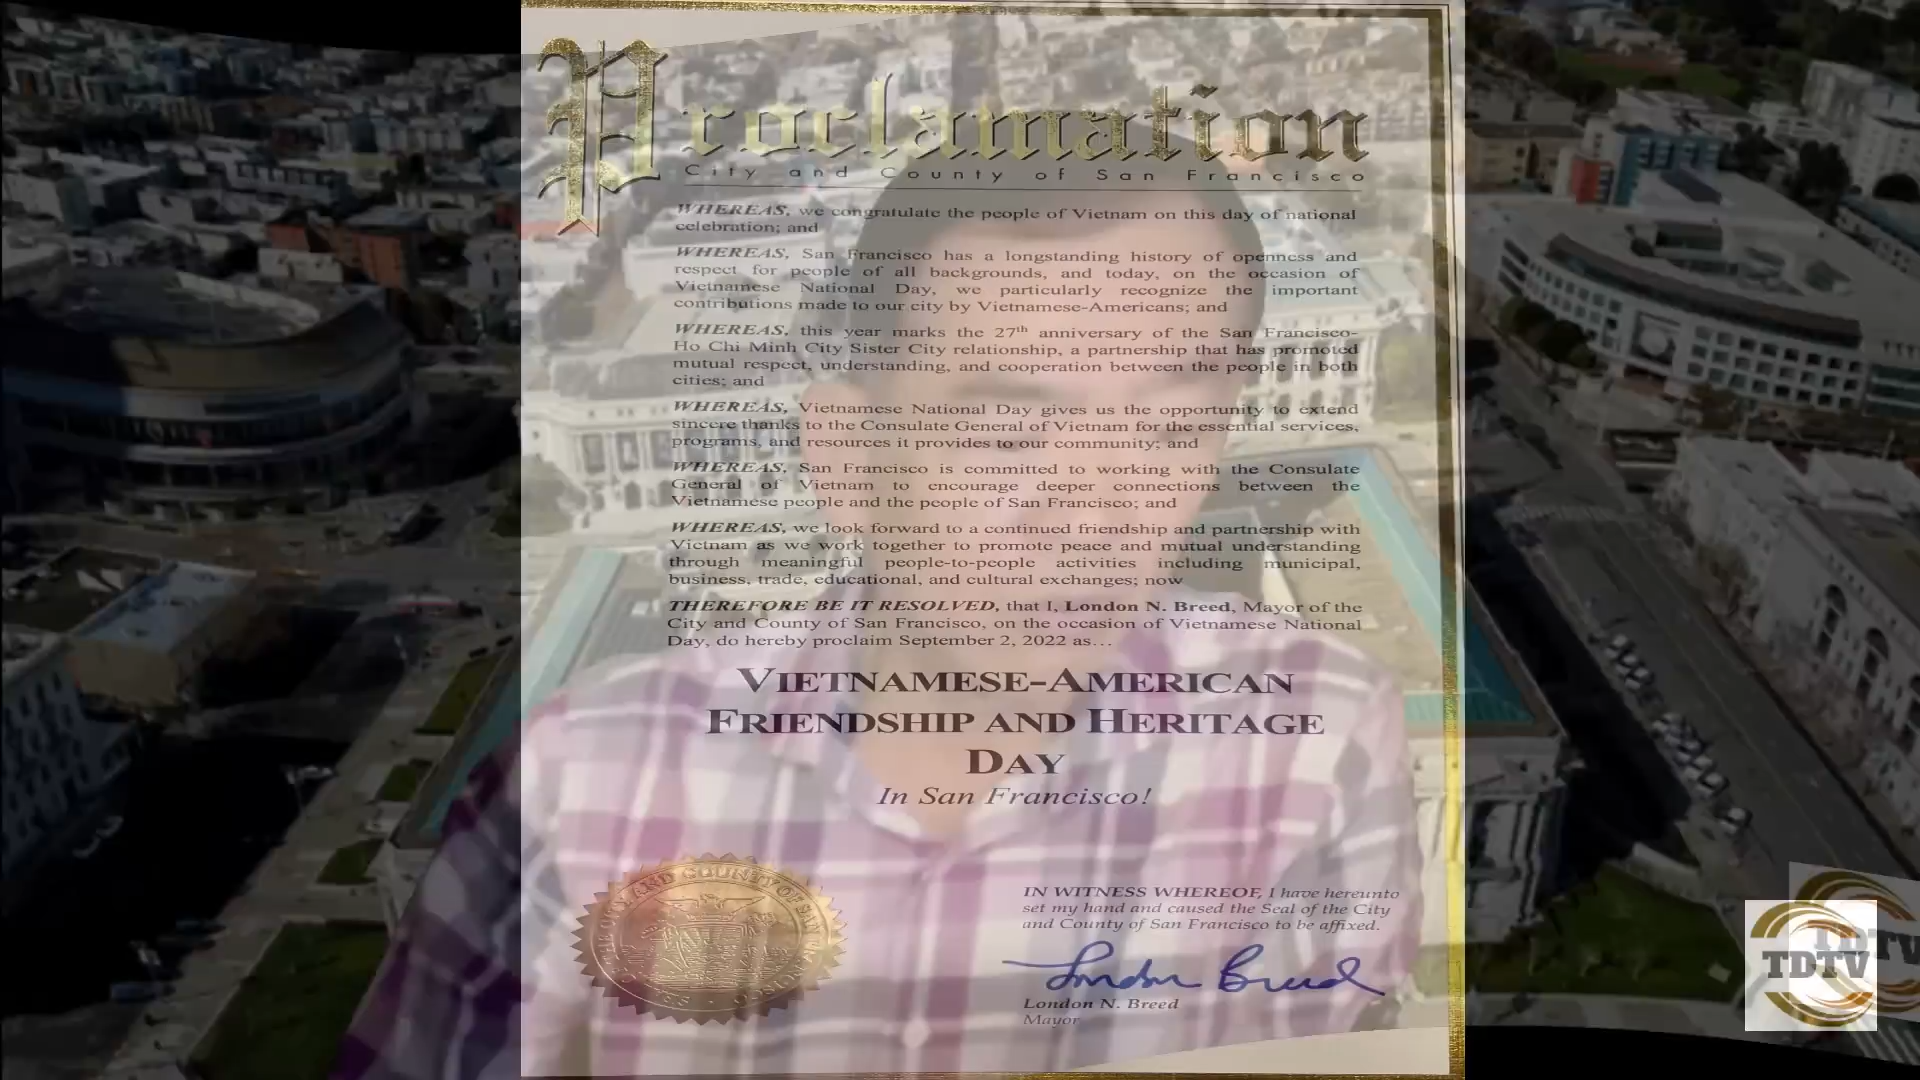 Proclamation
City and County of San Francisco
WHEREAS, we congratulate the people of Vietnam on this day of national
celebration; and
WHEREAS, San Francisco has a longstanding history of openness and
respect for people of all backgrounds, and today, on the occasion of
Vietnamese National Day, we particularly recognize the important
contributions made to our city by Vietnamese-Americans; and
WHEREAS, this year marks the 27th anniversary of the San Francisco-
Ho Chi Minh City Sister City relationship, a partnership that has promoted
mutual respect, understanding, and cooperation between the people in both
cities; and
WHEREAS, Vietnamese National Day gives us the opportunity to extend
sincere thanks to the Consulate General of Vietnam for the essential services,
programs, and resources it provides to our community; and
WHEREAS, San Francisco is committed to working with the Consulate
General of Vietnam to encourage deeper connections between the
Vietnamese people and the people of San Francisco; and
WHEREAS, we look forward to a continued friendship and partnership with
Vietnam as we work together to promote peace and mutual understanding
through meaningful people-to-people activities including municipal,
business, trade, educational, and cultural exchanges; now
THEREFORE BE IT RESOLVED, that I, London N. Breed, Mayor of the
City and County of San Francisco, on the occasion of Vietnamese National
Day, do hereby proclaim September 2, 2022 as…
VIETNAMESE-AMERICAN
FRIENDSHIP AND HERITAGE
DAY
In San Francisco!
IN WITNESS WHEREOF, I have hereunto
set my hand and caused the Seal of the City
and County of San Francisco to be affixed.
London Breed
London N. Breed
Mayor
AND COUNTY OF SAN
TDTV
TDTV